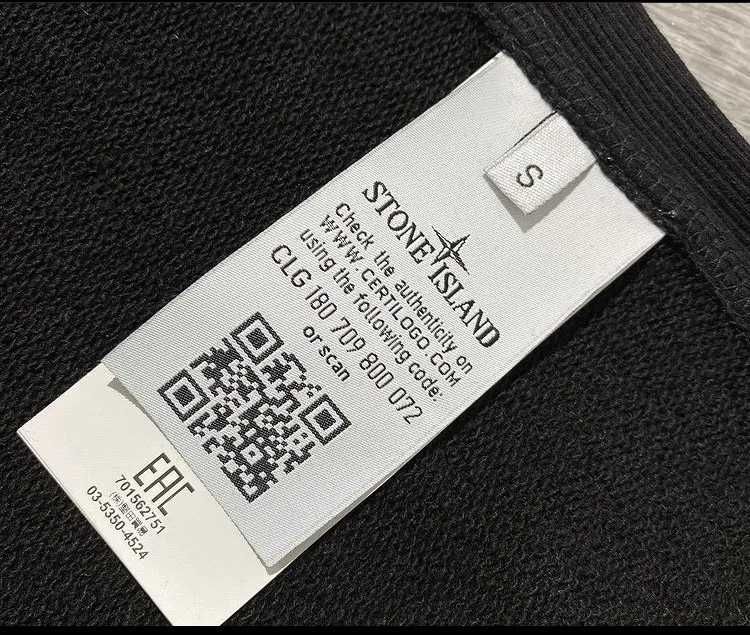 S
STONE ISLAND
Check the authenticity on
WWW.CERTILOGO.COM
using the following code:
CLG 180 709 800 072
or scan
EAC
701562751
03-5350-4524